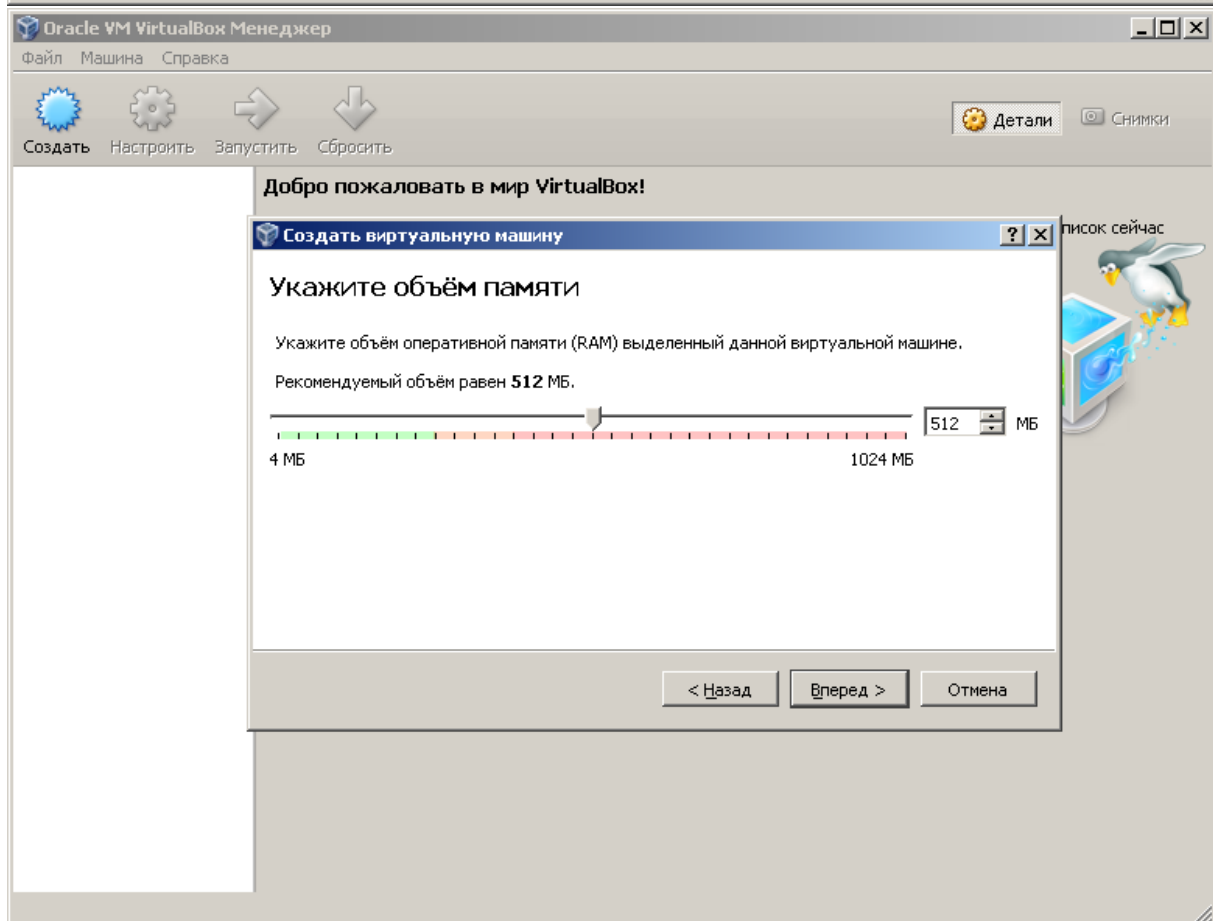 Oracle VM VirtualBox Менеджер
Файл Машина Справка
Создать Настроить Запустить Сбросить
Детали Снимки
Добро пожаловать в мир VirtualBox!
сейчас
Создать виртуальную машину
Укажите объём памяти
Укажите объём оперативной памяти (RAM) выделенный данной виртуальной машине.
Рекомендуемый объём равен 512 МБ.
512 МБ
4 МБ 1024 МБ
< Назад Вперед > Отмена